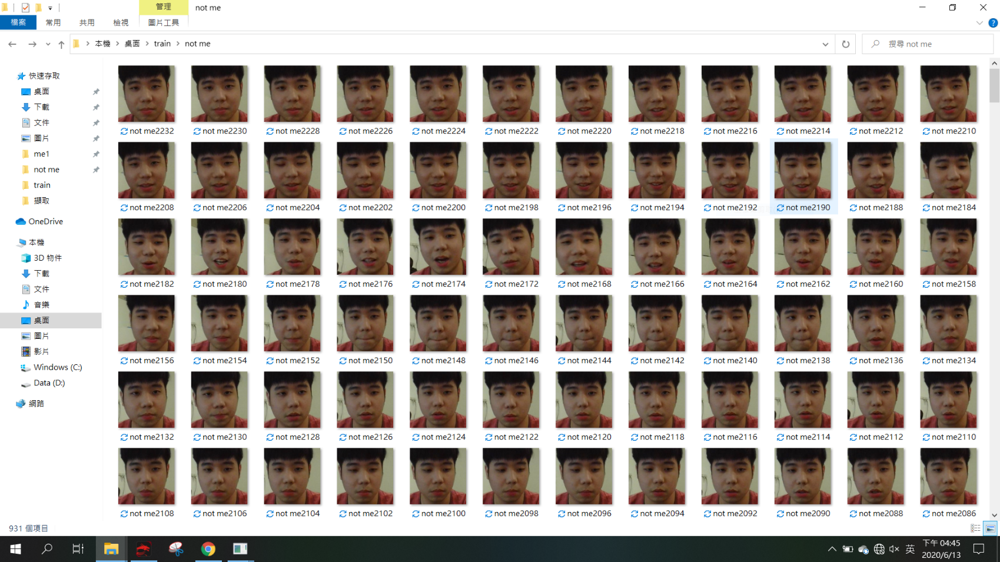 管理
not me
檔案
常用
共用
檢視
圖片工具
本機
桌面
train
not me
搜尋 not me
快速存取
桌面
下載
文件
圖片
me1
not me
train
擷取
OneDrive
本機
3D 物件
下載
文件
音樂
桌面
圖片
影片
Windows (C:)
Data (D:)
網路
not me2232 not me2230 not me2228 not me2226 not me2224 not me2222 not me2220 not me2218 not me2216 not me2214 not me2212 not me2210
not me2208 not me2206 not me2204 not me2202 not me2200 not me2198 not me2196 not me2194 not me2192 not me2190 not me2188 not me2184
not me2182 not me2180 not me2178 not me2176 not me2174 not me2172 not me2168 not me2166 not me2164 not me2162 not me2160 not me2158
not me2156 not me2154 not me2152 not me2150 not me2148 not me2146 not me2144 not me2142 not me2140 not me2138 not me2136 not me2134
not me2132 not me2130 not me2128 not me2126 not me2124 not me2122 not me2120 not me2118 not me2116 not me2114 not me2112 not me2110
not me2108 not me2106 not me2104 not me2102 not me2100 not me2098 not me2096 not me2094 not me2092 not me2090 not me2088 not me2086
931 個項目
英
下午 04:45
2020/6/13